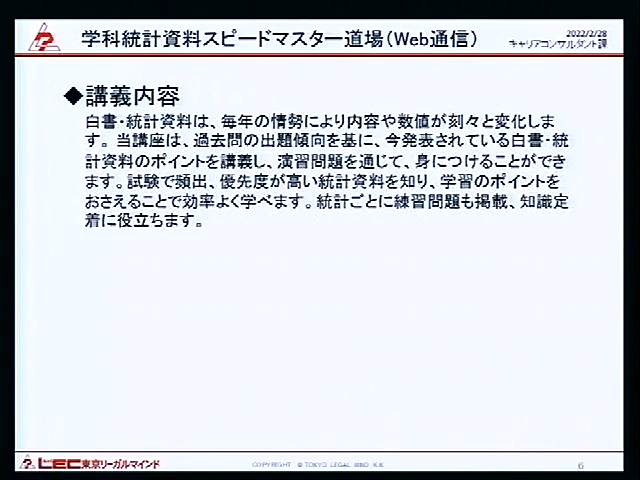 学科統計資料スピードマスター道場（Web通信）
2022/2/28
キャリアコンサルタント課
◆講義内容
白書・統計資料は、毎年の情勢により内容や数値が刻々と変化しま
す。当講座は、過去問の出題傾向を基に、今発表されている白書・統
計資料のポイントを講義し、演習問題を通じて、身につけることができ
ます。試験で頻出、優先度が高い統計資料を知り、学習のポイントを
おさえることで効率よく学べます。統計ごとに練習問題も掲載、知識定
着に役立ちます。
LEC東京リーガルマインド
COPYRIGHT © TOKYO LEGAL MIND K.K
6